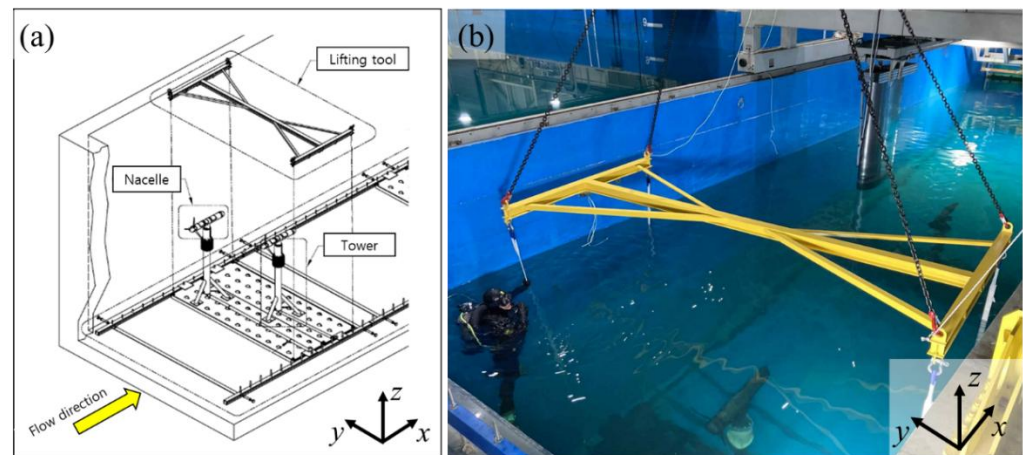 (a)
Lifting tool
Nacelle
Tower
Flow direction
z
y
x
(b)
z
y
x